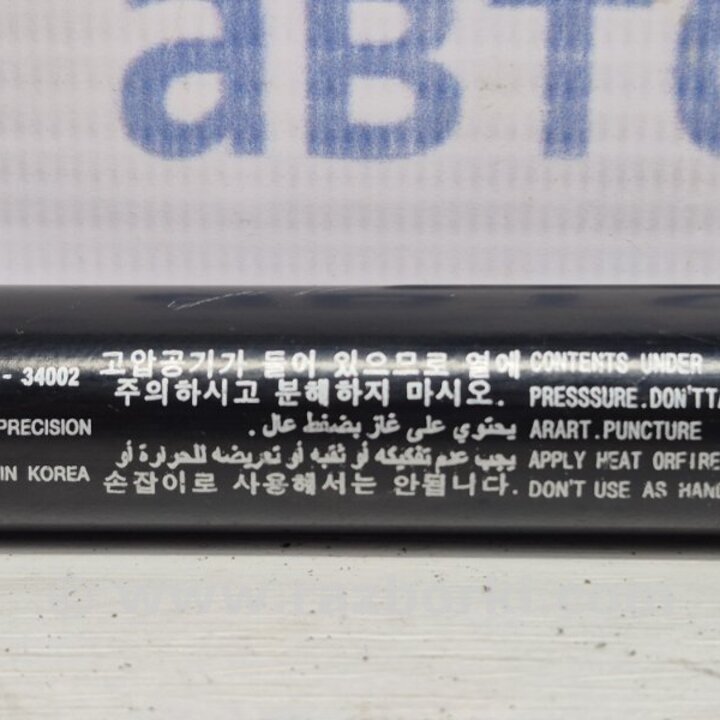 авто
- 34002
PRECISION
IN KOREA
고압공기가 들어 있으므로 열에
주의하시고 분해하지 마시오.
يحتوي على غاز بضغط عال .
يجب عدم تفكيكه أو ثقبه أو تعريضه للحرارة أو
손잡이로 사용해서는 안됩니다.
CONTENTS UNDER
PRESSSURE.DON'TTA
ARART.PUNCTURE
APPLY HEAT ORFIRE
DON'T USE AS HAND